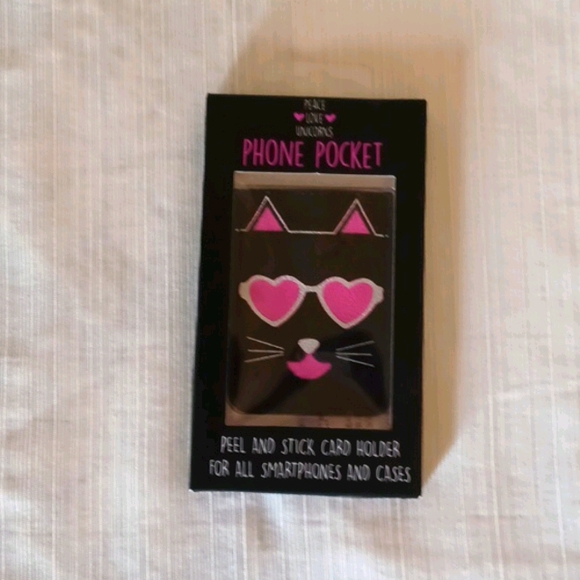 PEACE
LOVE
UNICORNS
PHONE POCKET
PEEL AND STICK CARD HOLDER
FOR ALL SMARTPHONES AND CASES